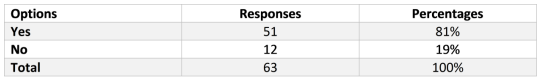 Options Responses Percentages
Yes 51 81%
No 12 19%
Total 63 100%